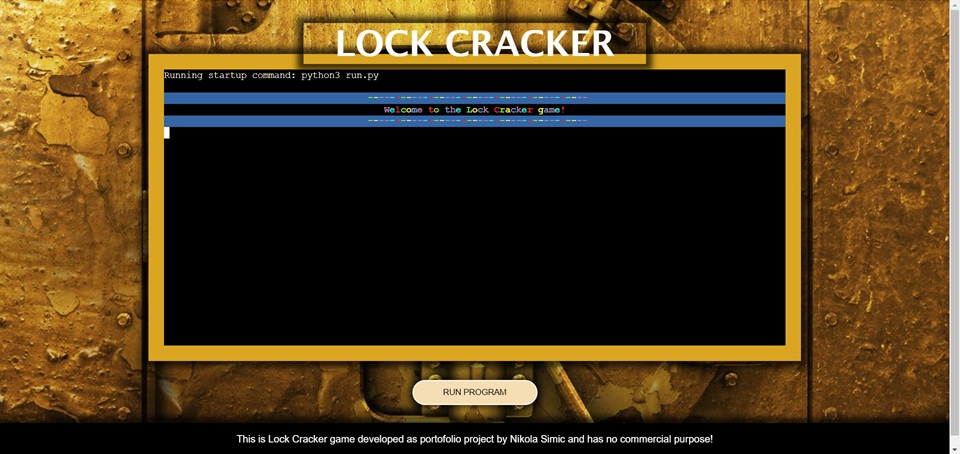 LOCK CRACKER
Running startup command: python3 run.py
Welcome to the Lock Cracker game!
RUN PROGRAM
This is Lock Cracker game developed as portofolio project by Nikola Simic and has no commercial purpose!